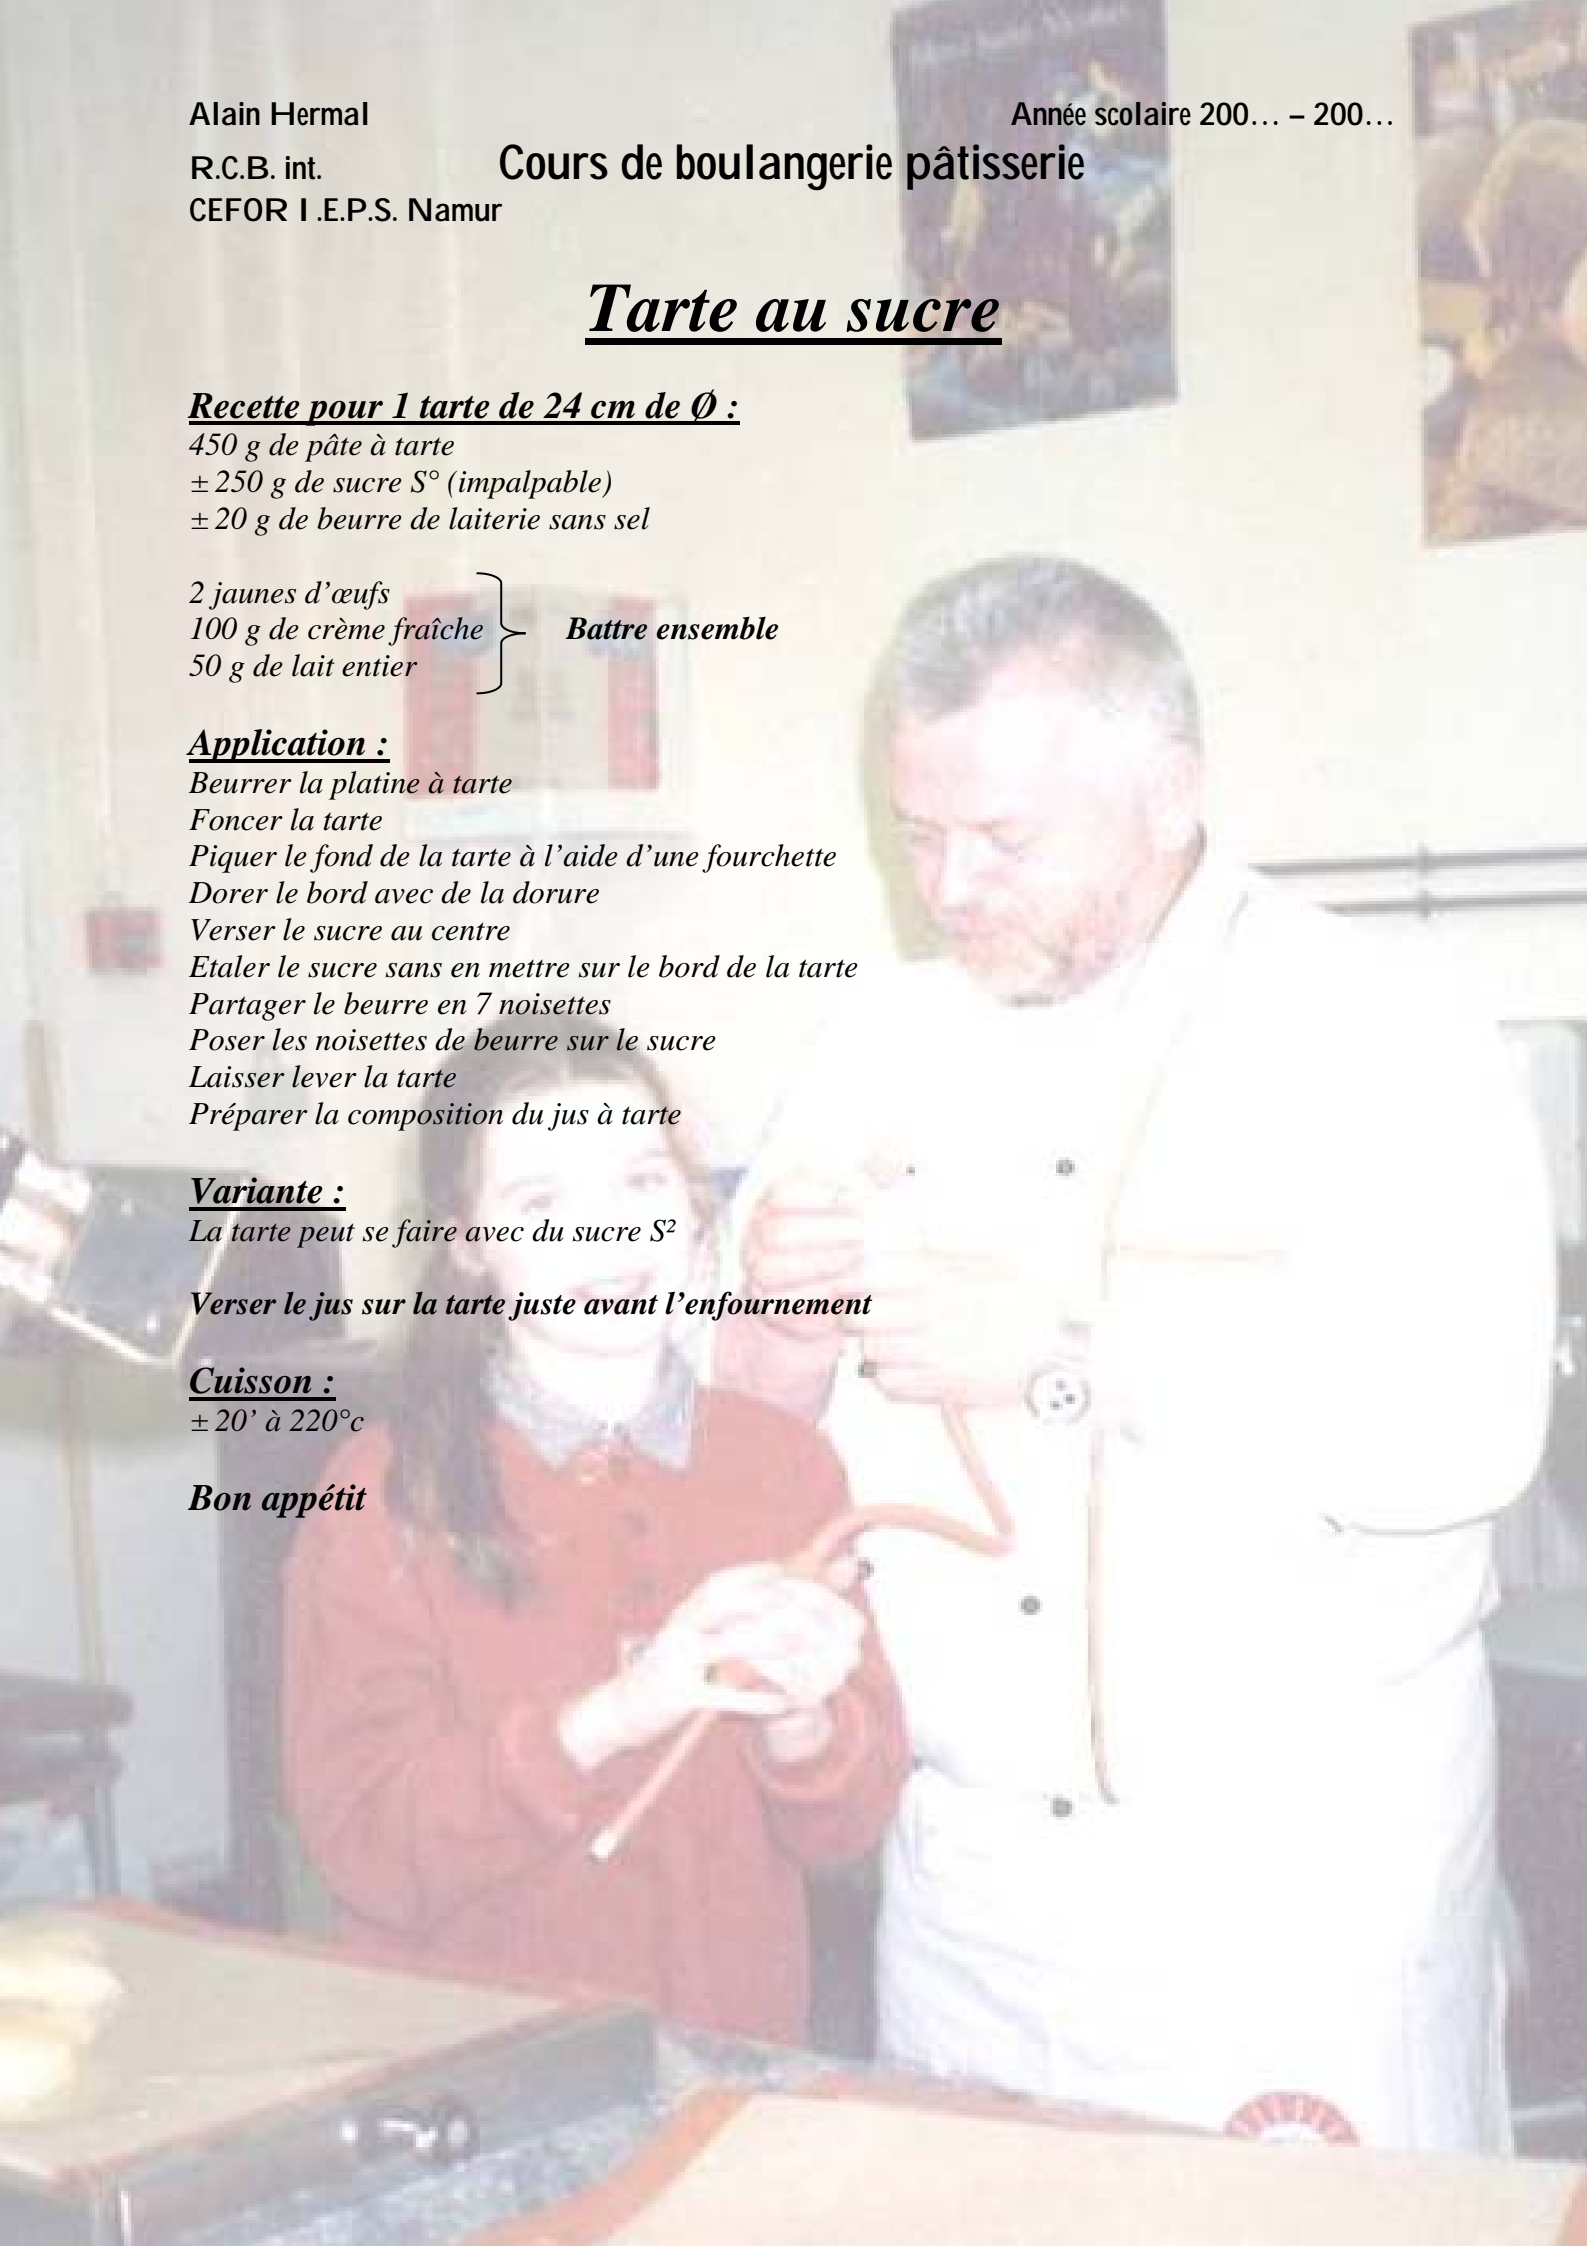 Alain Hermal
Année scolaire 200… – 200…
R.C.B. int.
Cours de boulangerie pâtisserie
CEFOR I.E.P.S. Namur
Tarte au sucre
Recette pour 1 tarte de 24 cm de Ø :
450 g de pâte à tarte
± 250 g de sucre S° (impalpable)
± 20 g de beurre de laiterie sans sel
2 jaunes d’œufs
100 g de crème fraîche
Battre ensemble
50 g de lait entier
Application :
Beurrer la platine à tarte
Foncer la tarte
Piquer le fond de la tarte à l’aide d’une fourchette
Dorer le bord avec de la dorure
Verser le sucre au centre
Etaler le sucre sans en mettre sur le bord de la tarte
Partager le beurre en 7 noisettes
Poser les noisettes de beurre sur le sucre
Laisser lever la tarte
Préparer la composition du jus à tarte
Variante :
La tarte peut se faire avec du sucre S²
Verser le jus sur la tarte juste avant l’enfournement
Cuisson :
± 20’ à 220°c
Bon appétit